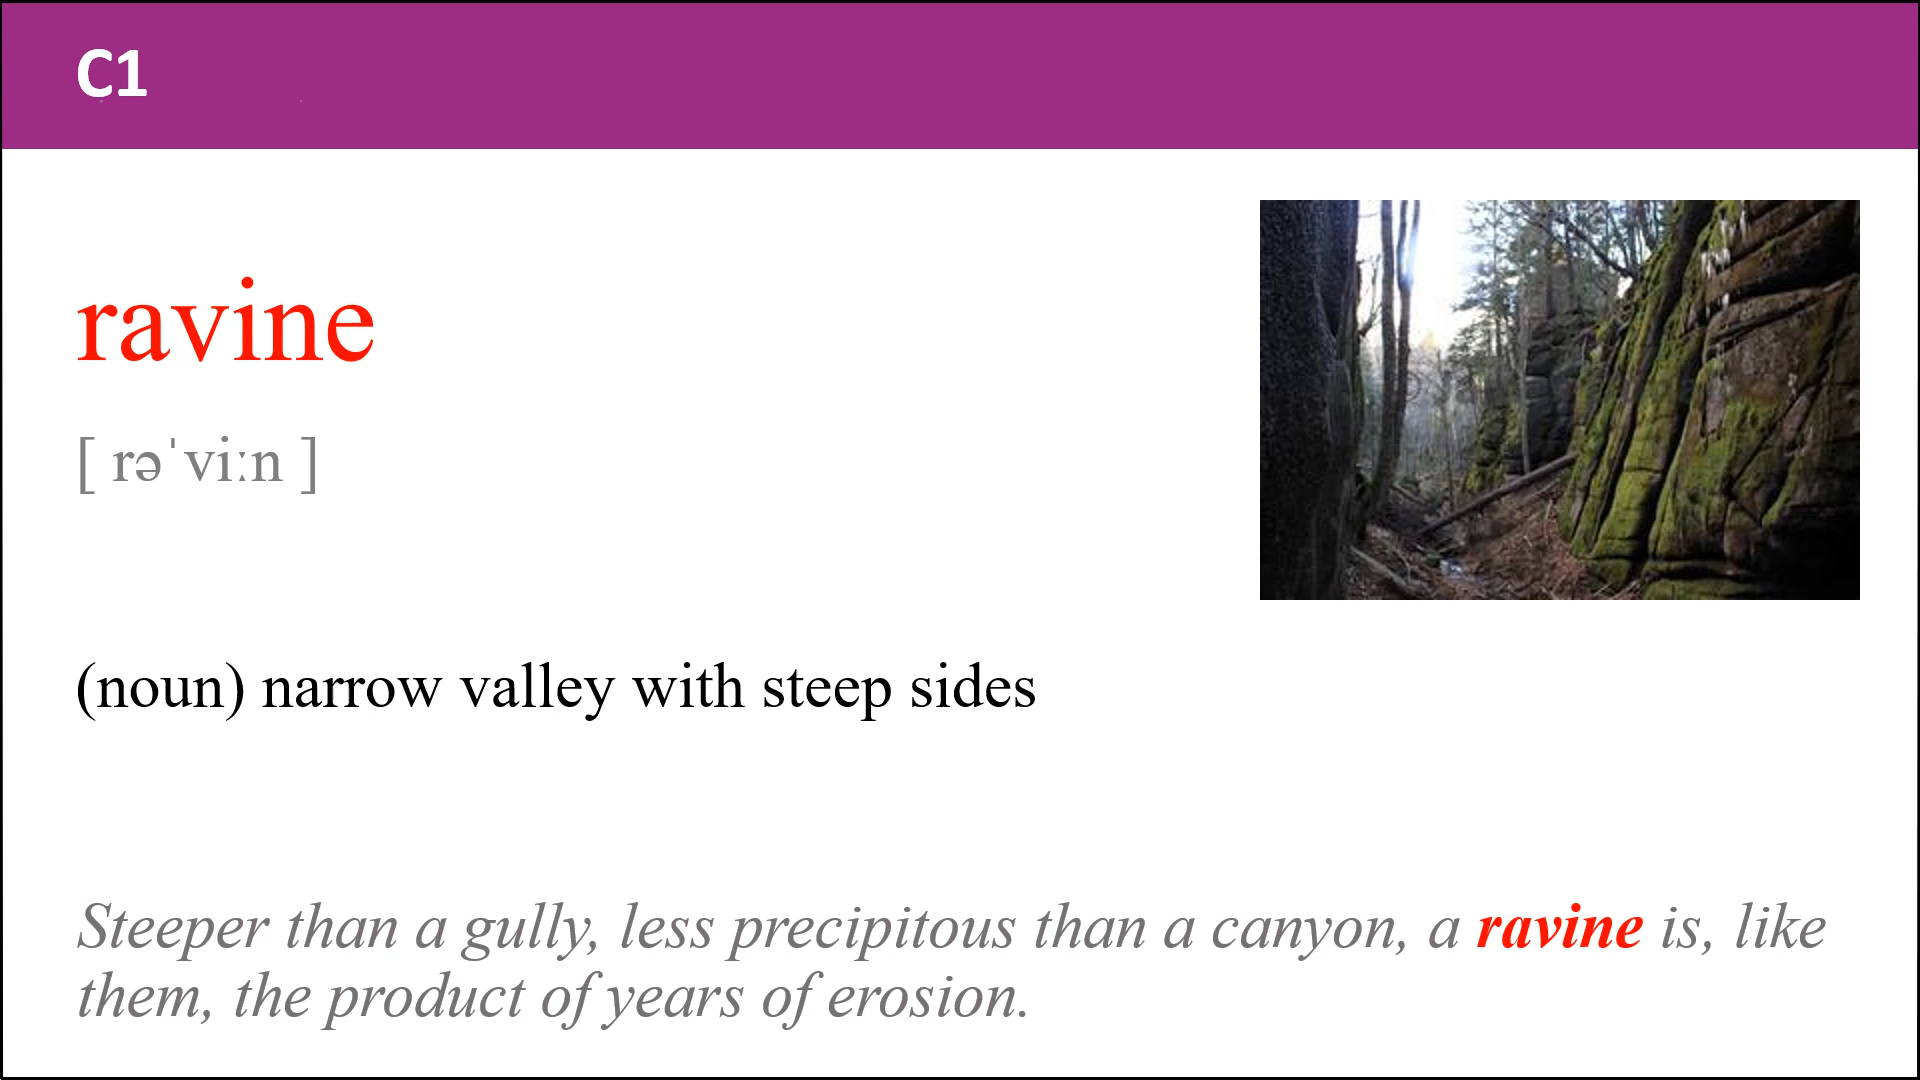 C1
ravine
[ rəˈviːn ]
(noun) narrow valley with steep sides
Steeper than a gully, less precipitous than a canyon, a ravine is, like
them, the product of years of erosion.